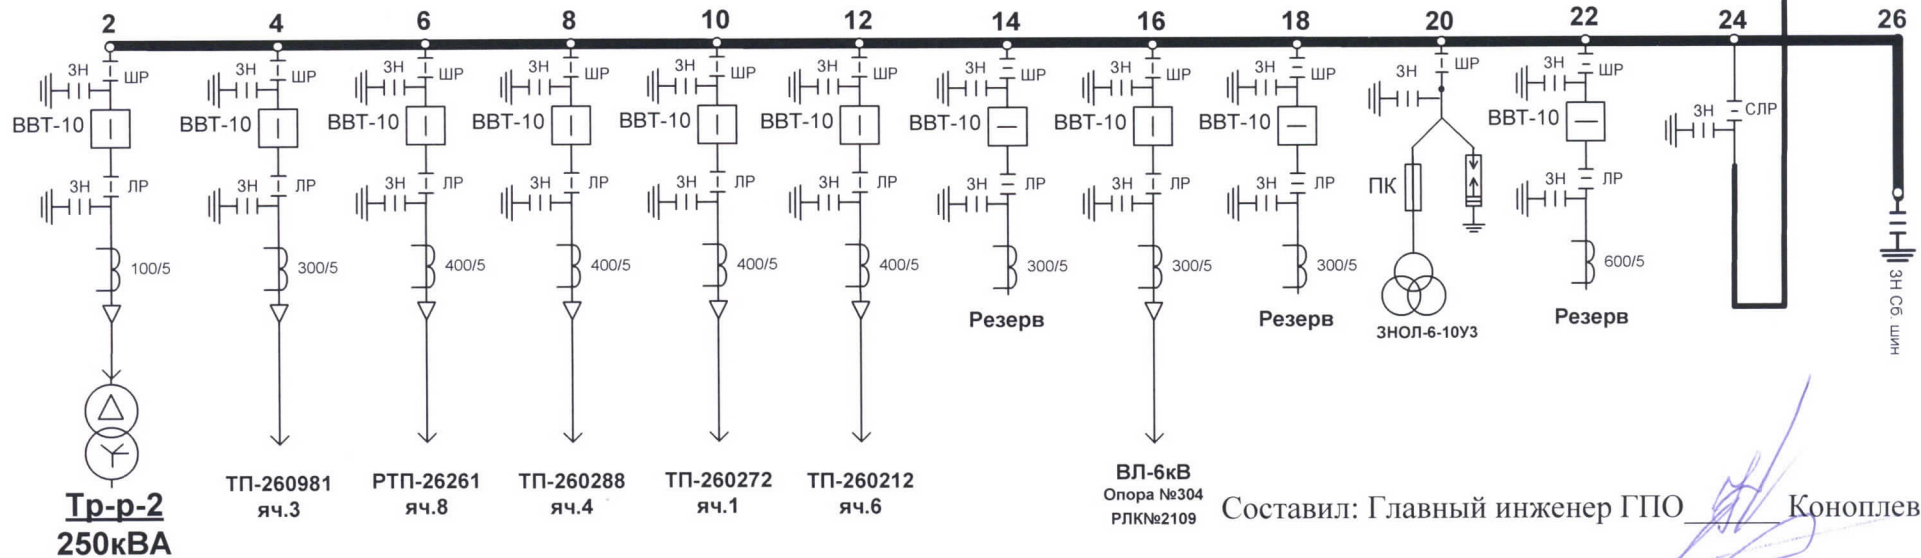 2 4 6 8 10 12 14 16 18 20 22 24 26
ЗН ШР ЗН ШР ЗН ШР ЗН ШР ЗН ШР ЗН ШР ЗН ШР ЗН ШР ЗН ШР ЗН ШР ЗН ШР
ВВТ-10 ВВТ-10 ВВТ-10 ВВТ-10 ВВТ-10 ВВТ-10 ВВТ-10 ВВТ-10 ВВТ-10 ВВТ-10 ЗН СЛР
ЗН ЛР ЗН ЛР ЗН ЛР ЗН ЛР ЗН ЛР ЗН ЛР ЗН ЛР ЗН ЛР ЗН ЛР ПК ЗН ЛР
100/5 300/5 400/5 400/5 400/5 400/5 300/5 300/5 300/5 600/5
ЗН Сб. шин
Резерв Резерв Резерв
ЗНОЛ-6-10У3
ТП-260981 РТП-26261 ТП-260288 ТП-260272 ТП-260212 ВЛ-6кВ
яч.3 яч.8 яч.4 яч.1 яч.6 Опора №304
РЛК№2109
Тр-р-2
250кВА
Составил: Главный инженер ГПО_______ Коноплев